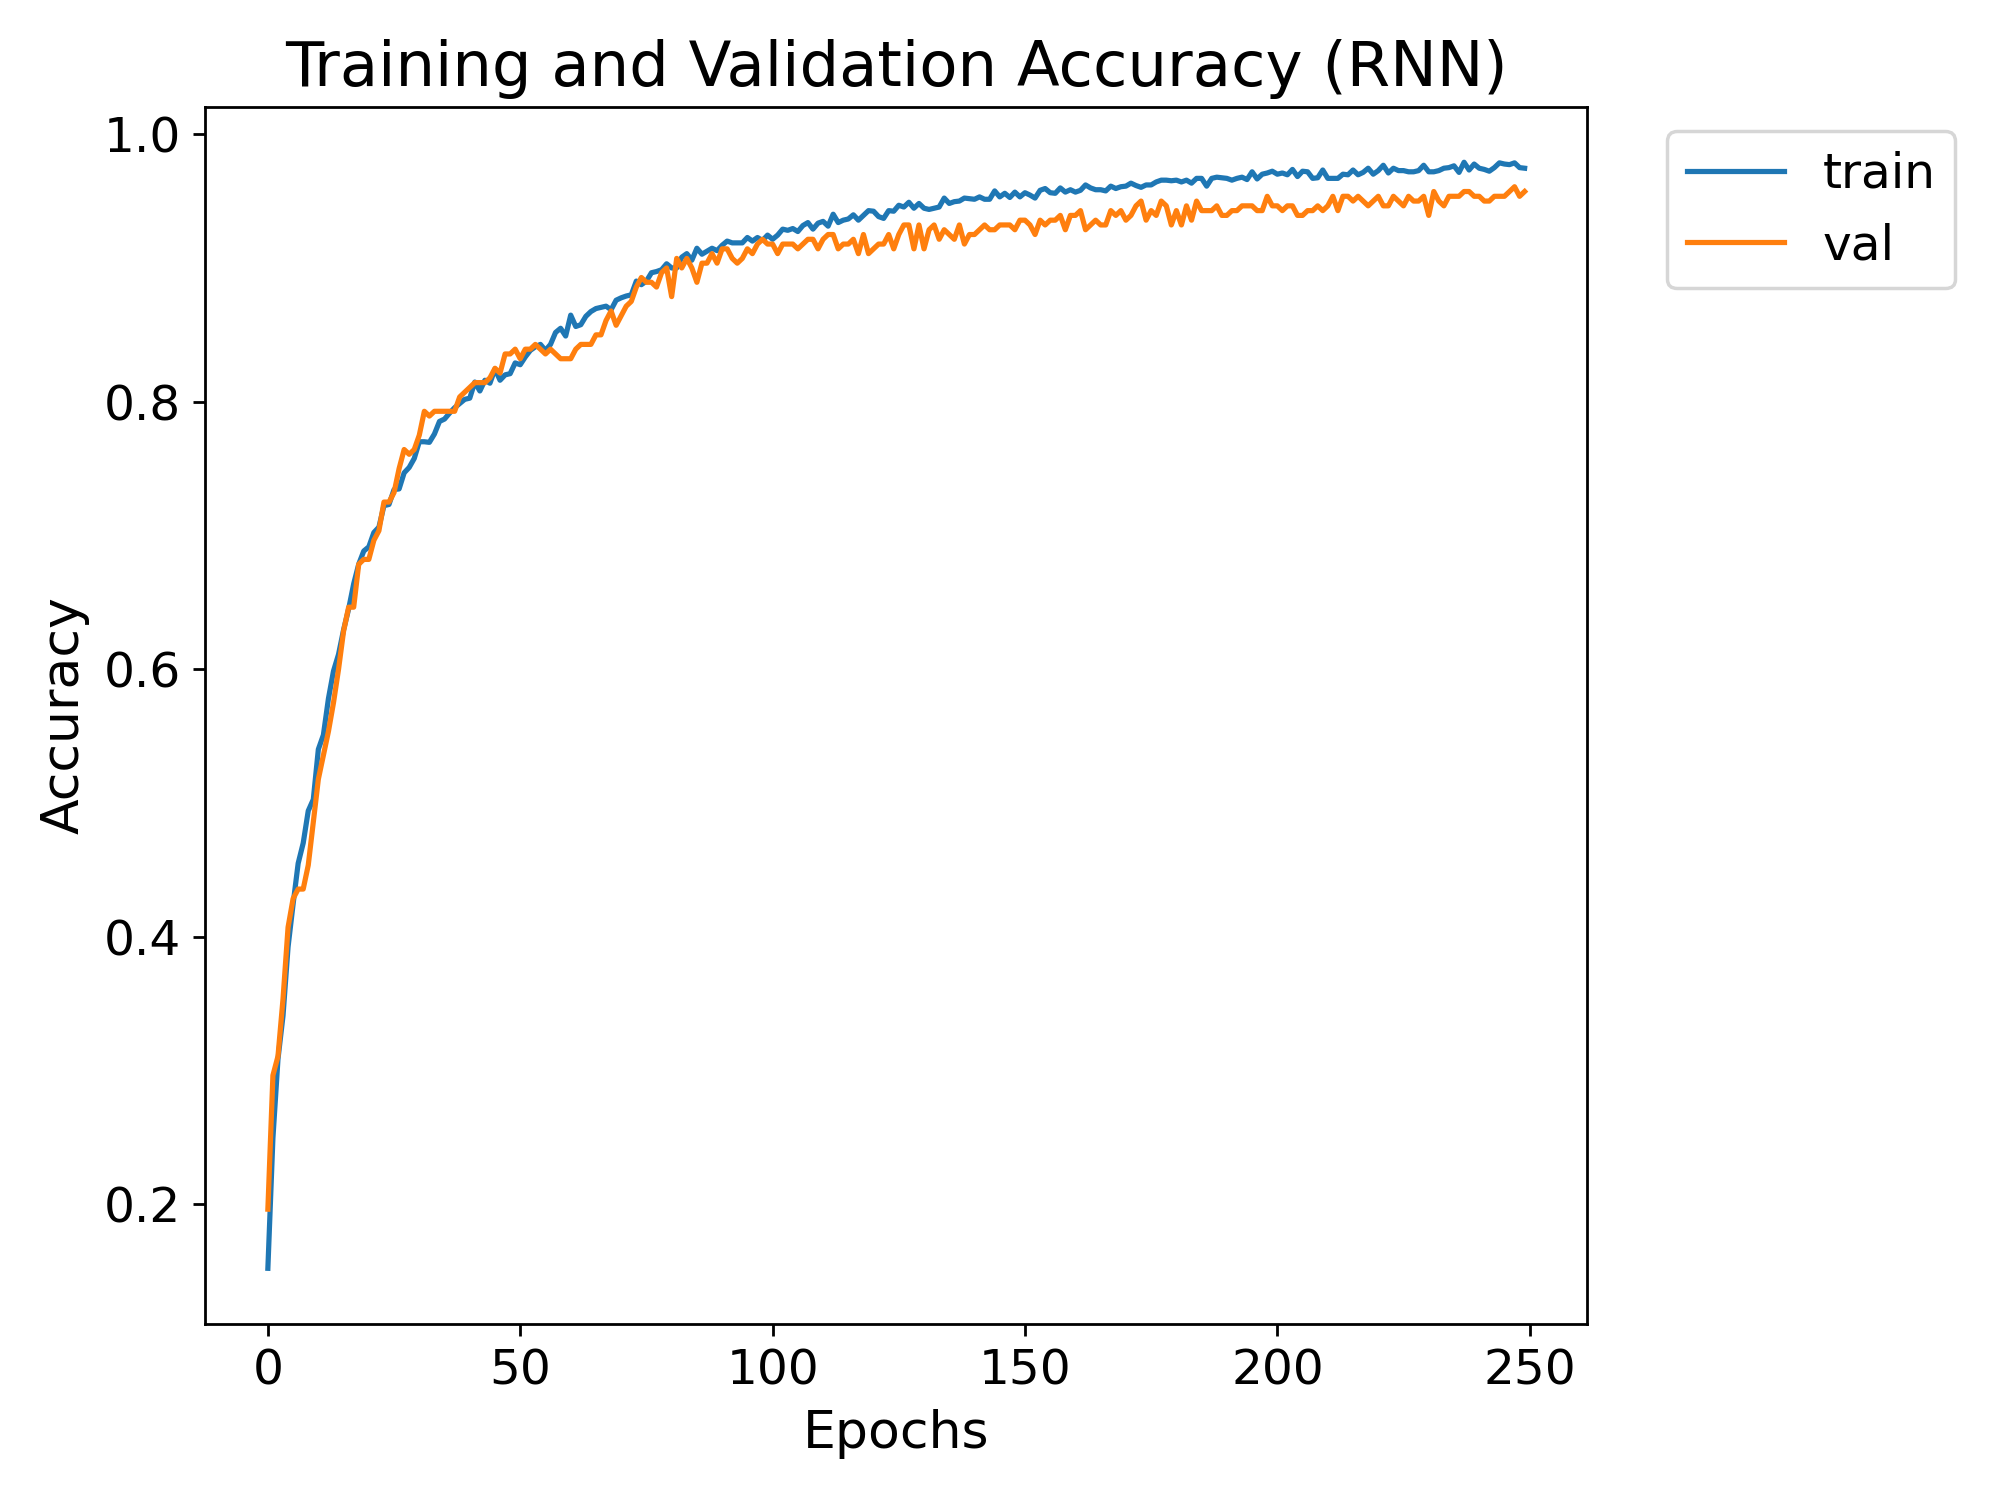 Training and Validation Accuracy (RNN)
1.0
0.8
0.6
0.4
0.2
Accuracy
0 50 100 150 200 250
Epochs
train
val